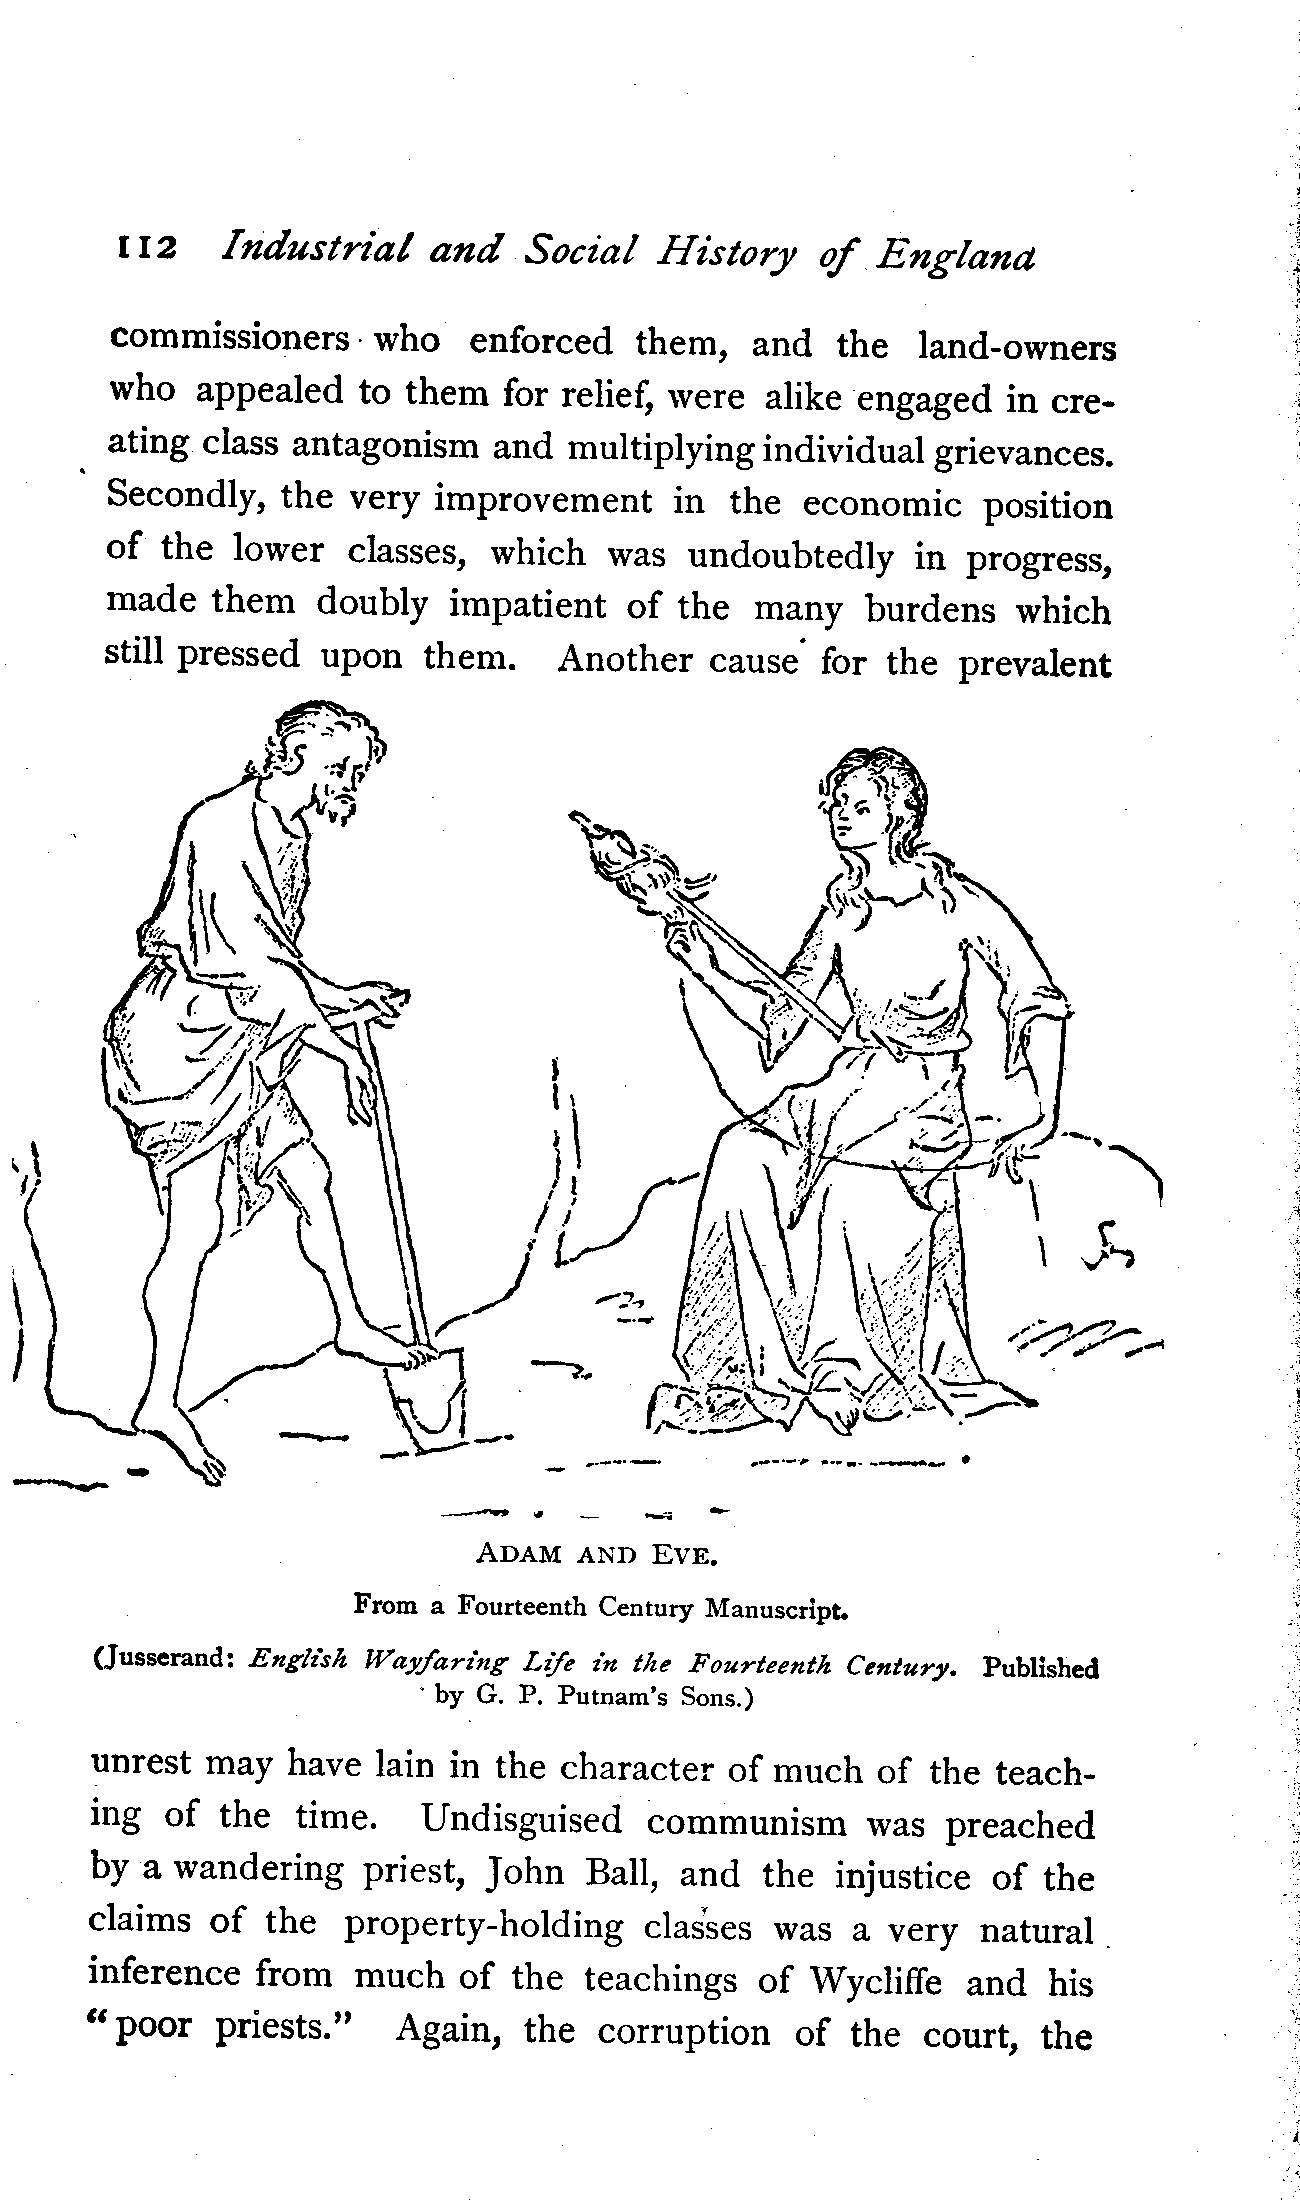 112 Industrial and Social History of England
commissioners who enforced them, and the land-owners
who appealed to them for relief, were alike engaged in cre-
ating class antagonism and multiplying individual grievances.
Secondly, the very improvement in the economic position
of the lower classes, which was undoubtedly in progress,
made them doubly impatient of the many burdens which
still pressed upon them. Another cause for the prevalent
ADAM AND EVE.
From a Fourteenth Century Manuscript.
(Jusserand: English Wayfaring Life in the Fourteenth Century. Published
by G. P. Putnam's Sons.)
unrest may have lain in the character of much of the teach-
ing of the time. Undisguised communism was preached
by a wandering priest, John Ball, and the injustice of the
claims of the property-holding classes was a very natural
inference from much of the teachings of Wycliffe and his
"poor priests." Again, the corruption of the court, the